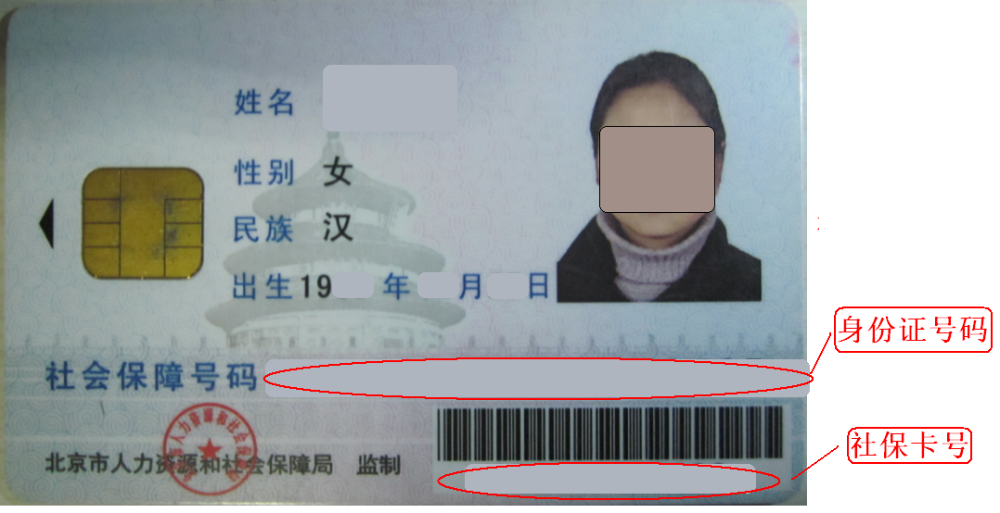 姓名
性别 女
民族 汉
出生 19 年 月 日
身份证号码
社会保障号码
社保卡号
北京市人力资源和社会保障局 监制